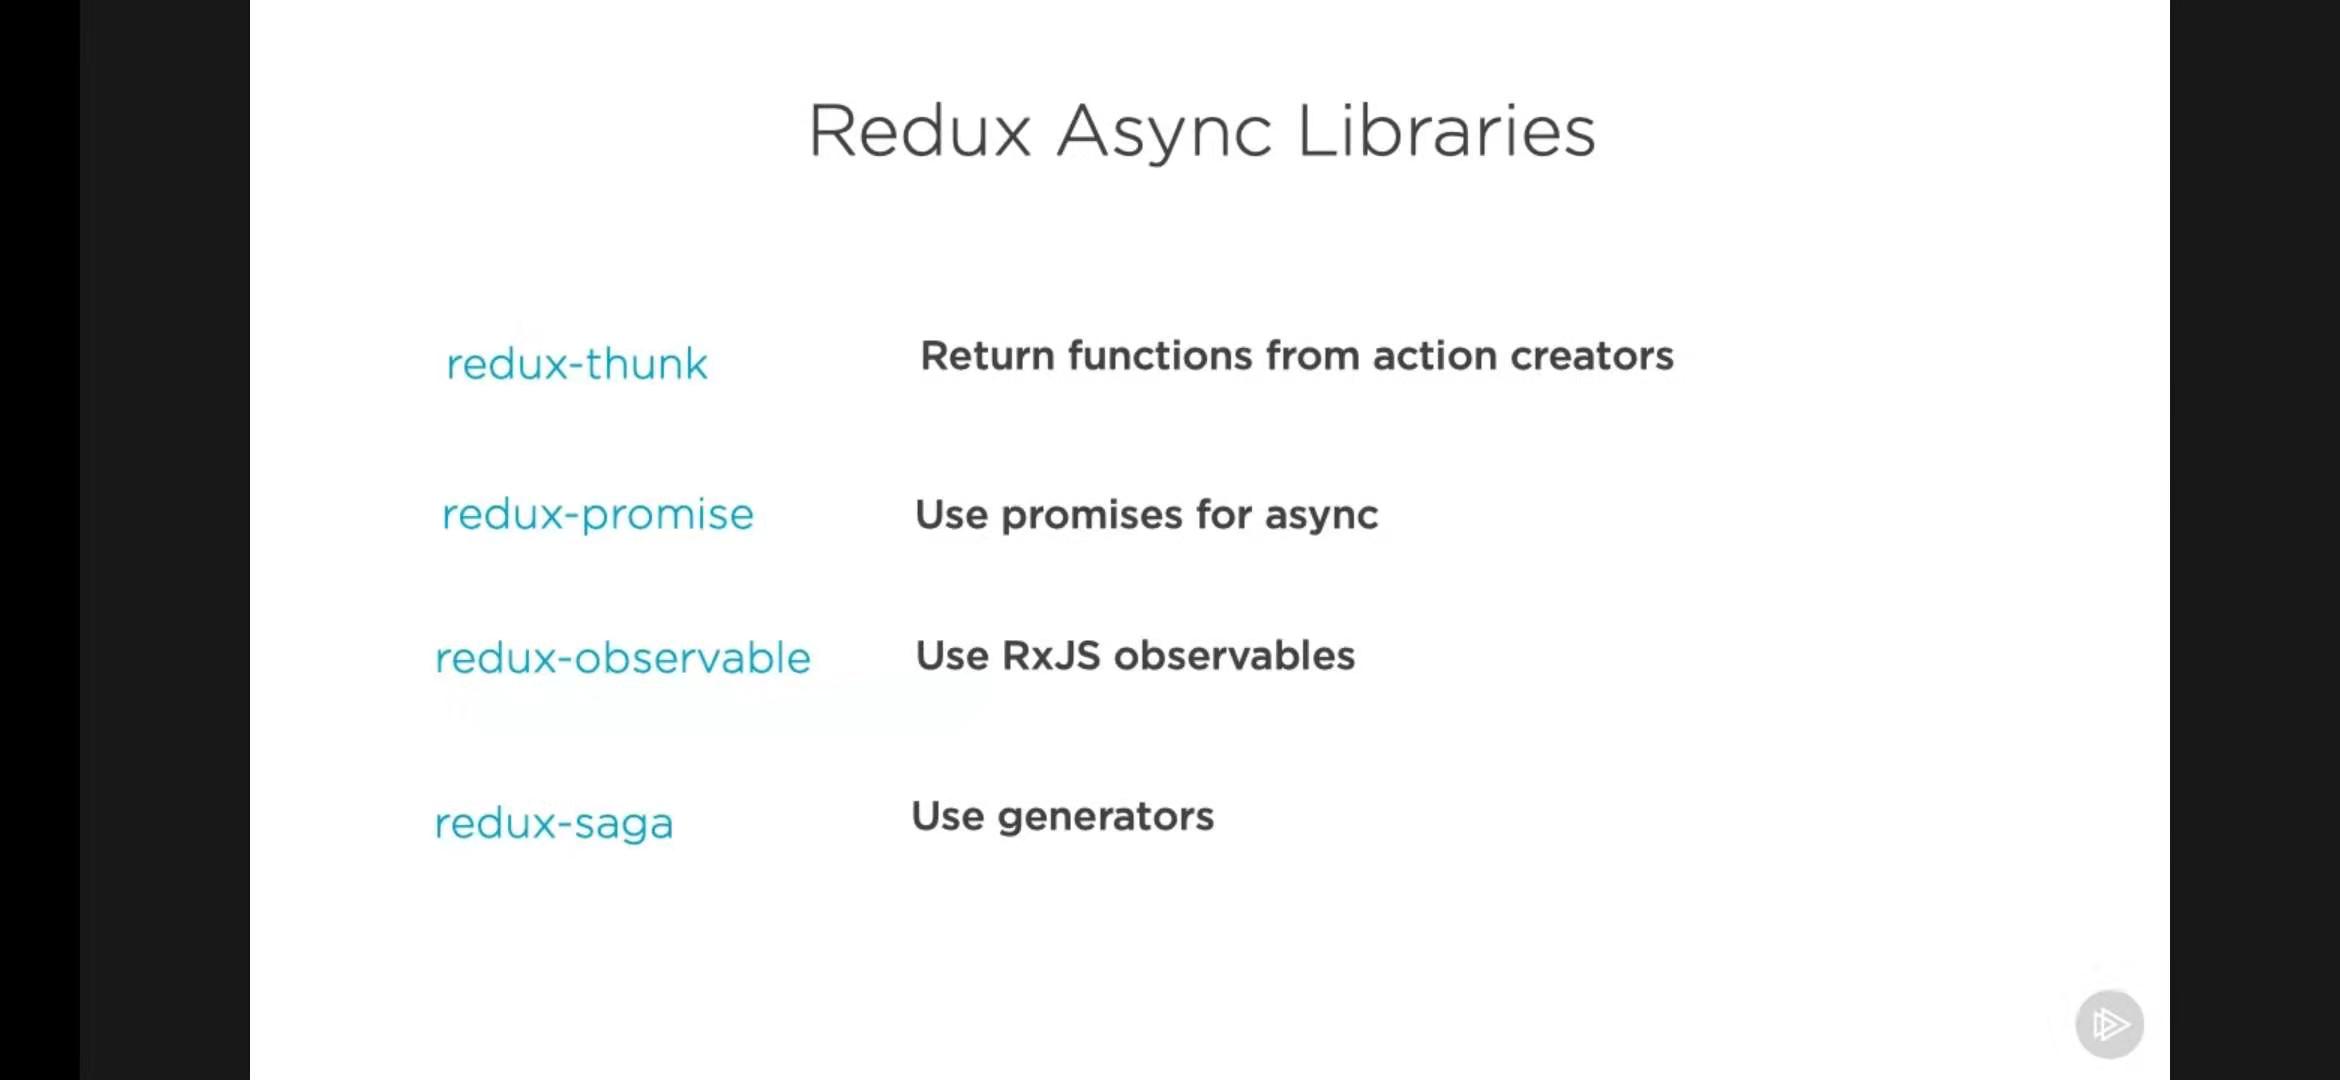 Redux Async Libraries
redux-thunk Return functions from action creators
redux-promise Use promises for async
redux-observable Use RxJS observables
redux-saga Use generators